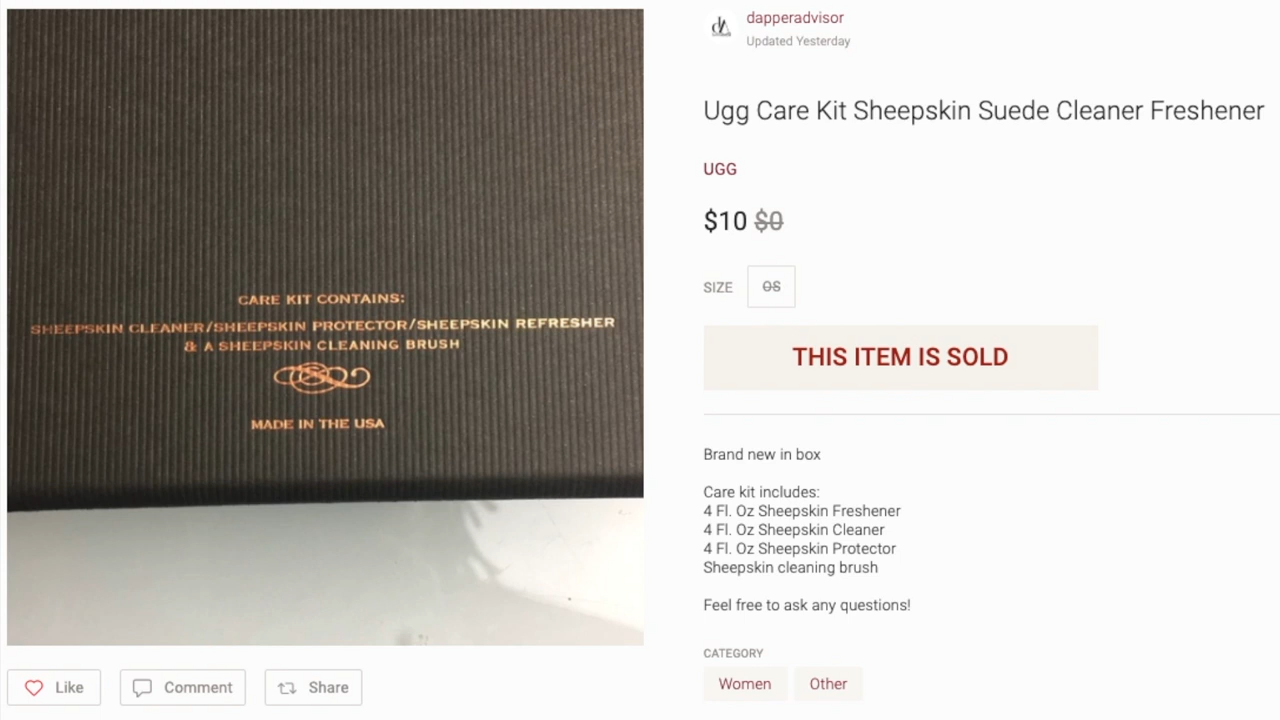 CARE KIT CONTAINS:
SHEEPSKIN CLEANER/SHEEPSKIN PROTECTOR/SHEEPSKIN REFRESHER
& A SHEEPSKIN CLEANING BRUSH
MADE IN THE USA
Like
Comment
Share
dA
dapperadvisor
Updated Yesterday
Ugg Care Kit Sheepskin Suede Cleaner Freshener
UGG
$10 $0
SIZE OS
THIS ITEM IS SOLD
Brand new in box
Care kit includes:
4 Fl. Oz Sheepskin Freshener
4 Fl. Oz Sheepskin Cleaner
4 Fl. Oz Sheepskin Protector
Sheepskin cleaning brush
Feel free to ask any questions!
CATEGORY
Women Other